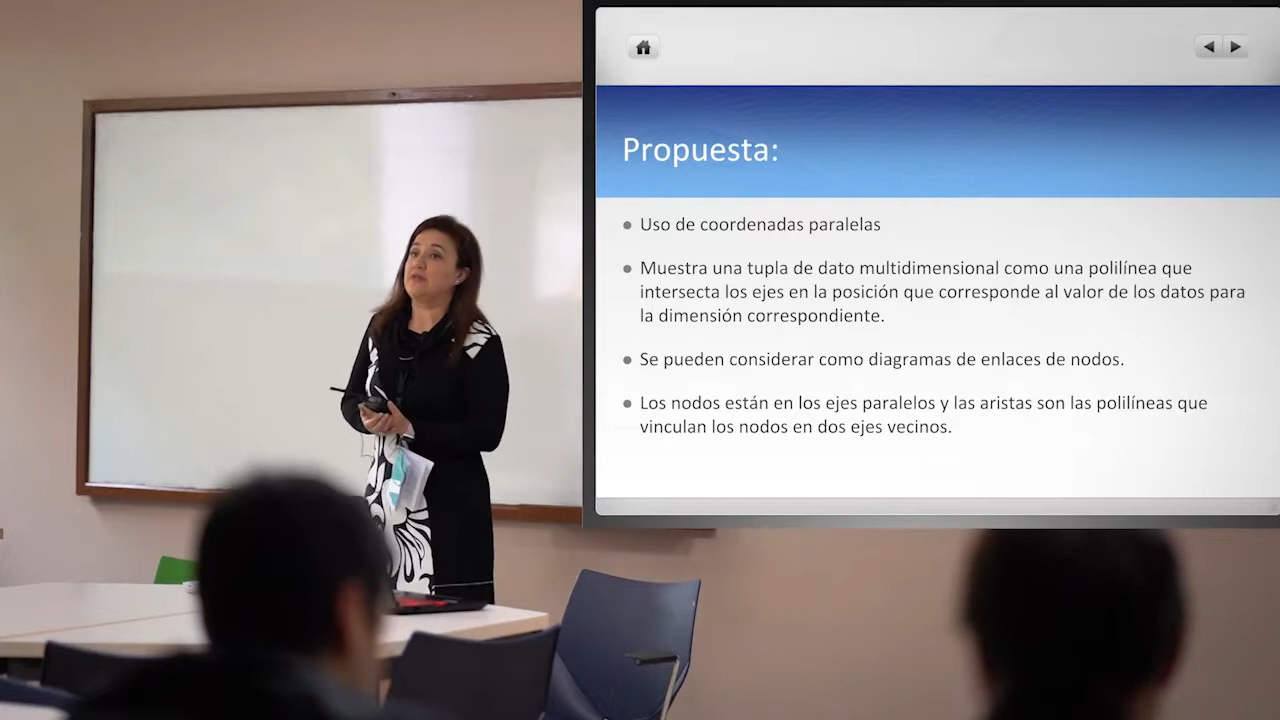 Propuesta:
● Uso de coordenadas paralelas
● Muestra una tupla de dato multidimensional como una polilínea que
intersecta los ejes en la posición que corresponde al valor de los datos para
la dimensión correspondiente.
● Se pueden considerar como diagramas de enlaces de nodos.
● Los nodos están en los ejes paralelos y las aristas son las polilíneas que
vinculan los nodos en dos ejes vecinos.